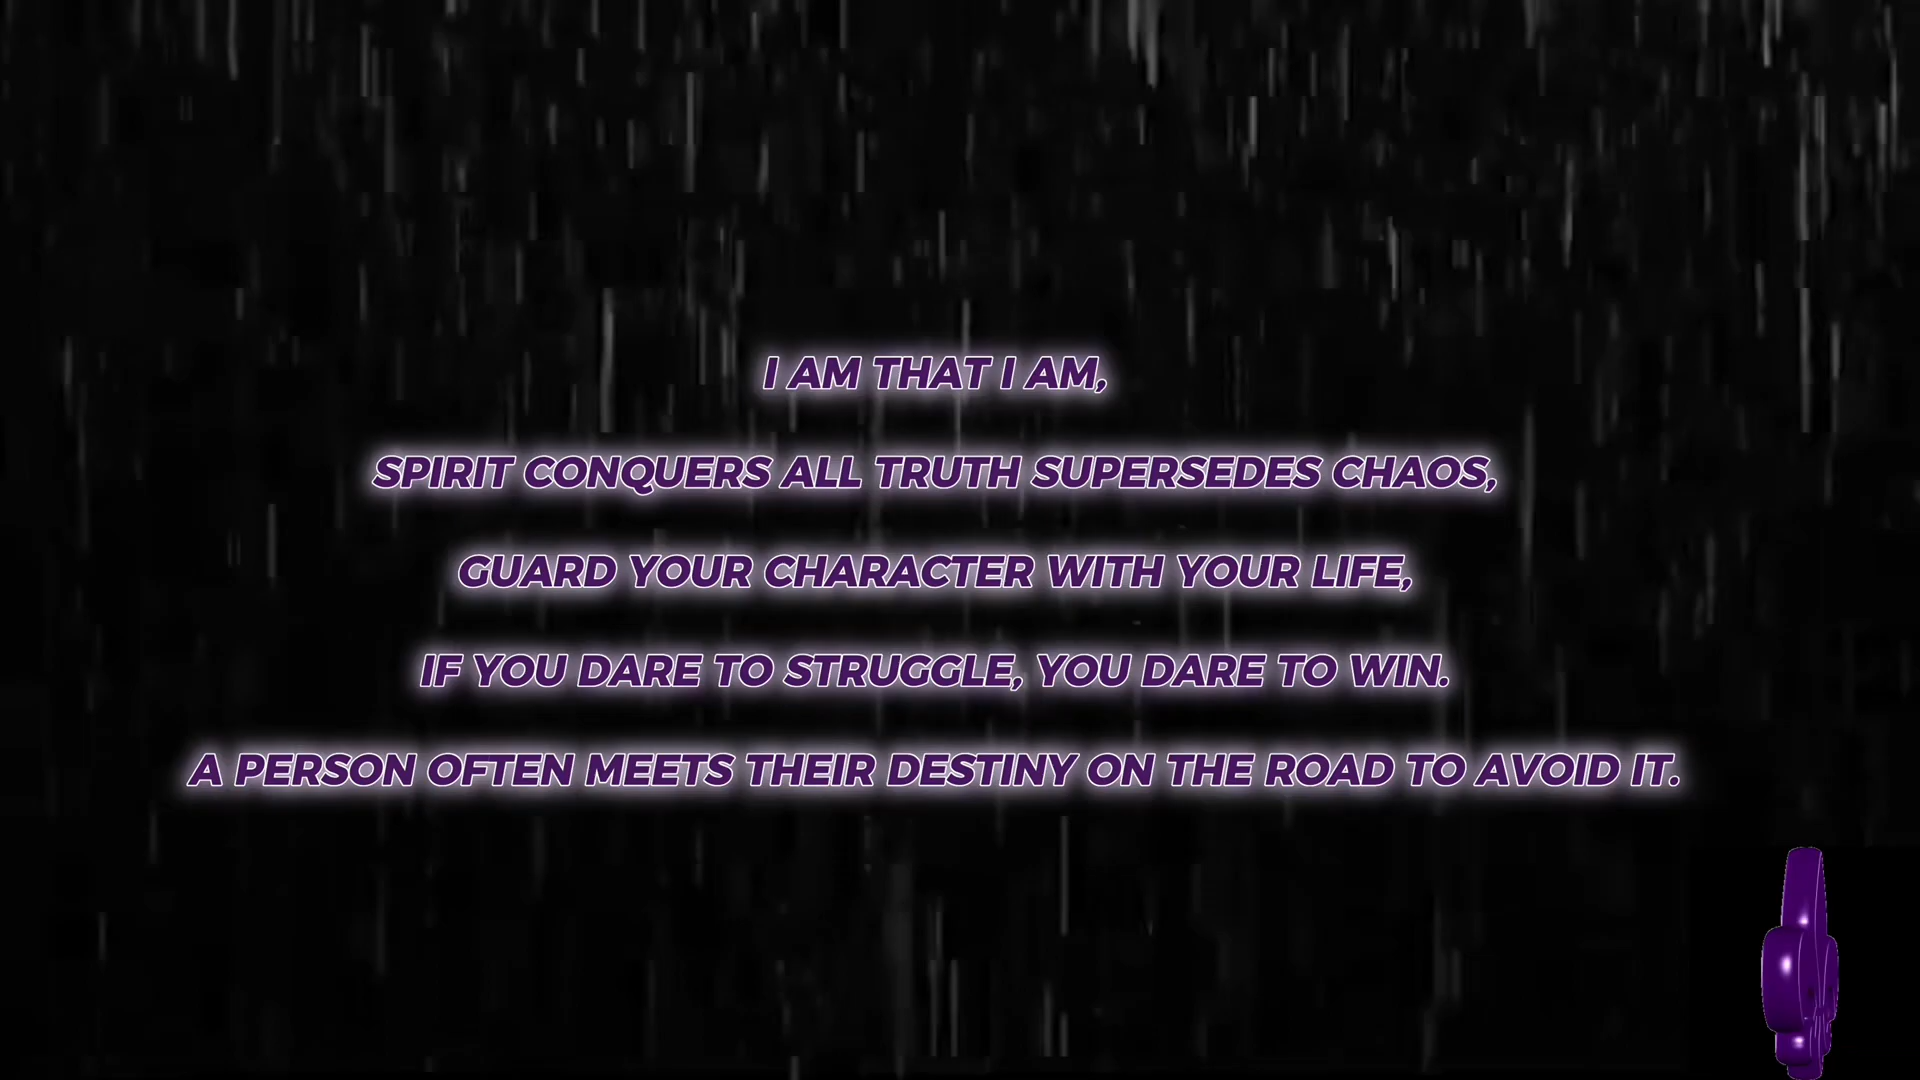 I AM THAT I AM,
SPIRIT CONQUERS ALL TRUTH SUPERSEDES CHAOS,
GUARD YOUR CHARACTER WITH YOUR LIFE,
IF YOU DARE TO STRUGGLE, YOU DARE TO WIN.
A PERSON OFTEN MEETS THEIR DESTINY ON THE ROAD TO AVOID IT.